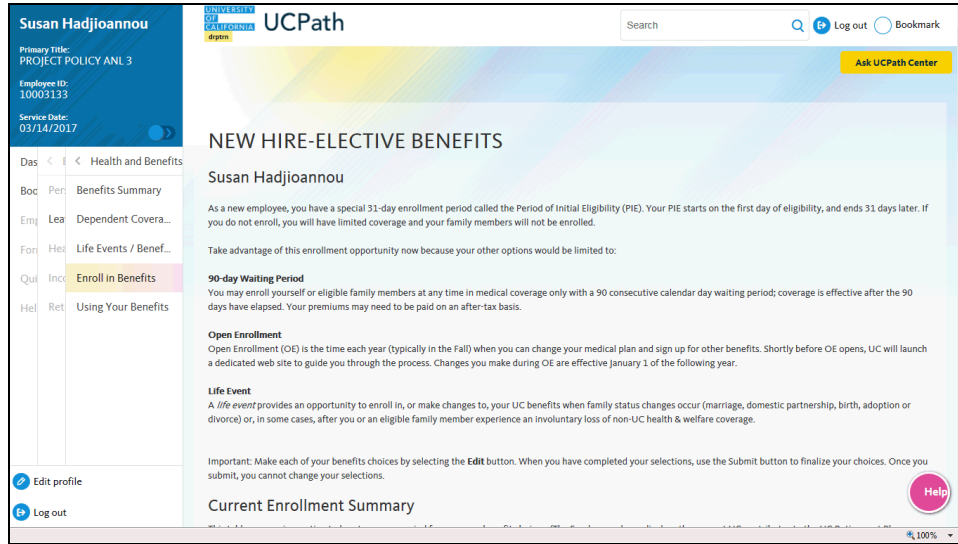 Susan Hadjioannou
Primary Title:
PROJECT POLICY ANL 3
Employee ID:
10003133
Service Date:
03/14/2017
Das
Boo
Emp
For
Qui
Hel
Per
Lea
Hea
Inco
Ret
Health and Benefits
Benefits Summary
Dependent Covera...
Life Events / Benef...
Enroll in Benefits
Using Your Benefits
Edit profile
Log out
UNIVERSITY
OF
CALIFORNIA
UCPath
drptrn
Search
Log out
Bookmark
Ask UCPath Center
NEW HIRE-ELECTIVE BENEFITS
Susan Hadjioannou
As a new employee, you have a special 31-day enrollment period called the Period of Initial Eligibility (PIE). Your PIE starts on the first day of eligibility, and ends 31 days later. If
you do not enroll, you will have limited coverage and your family members will not be enrolled.
Take advantage of this enrollment opportunity now because your other options would be limited to:
90-day Waiting Period
You may enroll yourself or eligible family members at any time in medical coverage only with a 90 consecutive calendar day waiting period; coverage is effective after the 90
days have elapsed. Your premiums may need to be paid on an after-tax basis.
Open Enrollment
Open Enrollment (OE) is the time each year (typically in the Fall) when you can change your medical plan and sign up for other benefits. Shortly before OE opens, UC will launch
a dedicated web site to guide you through the process. Changes you make during OE are effective January 1 of the following year.
Life Event
A life event provides an opportunity to enroll in, or make changes to, your UC benefits when family status changes occur (marriage, domestic partnership, birth, adoption or
divorce) or, in some cases, after you or an eligible family member experience an involuntary loss of non-UC health & welfare coverage.
Important: Make each of your benefits choices by selecting the Edit button. When you have completed your selections, use the Submit button to finalize your choices. Once you
submit, you cannot change your selections.
Current Enrollment Summary
Help
100%